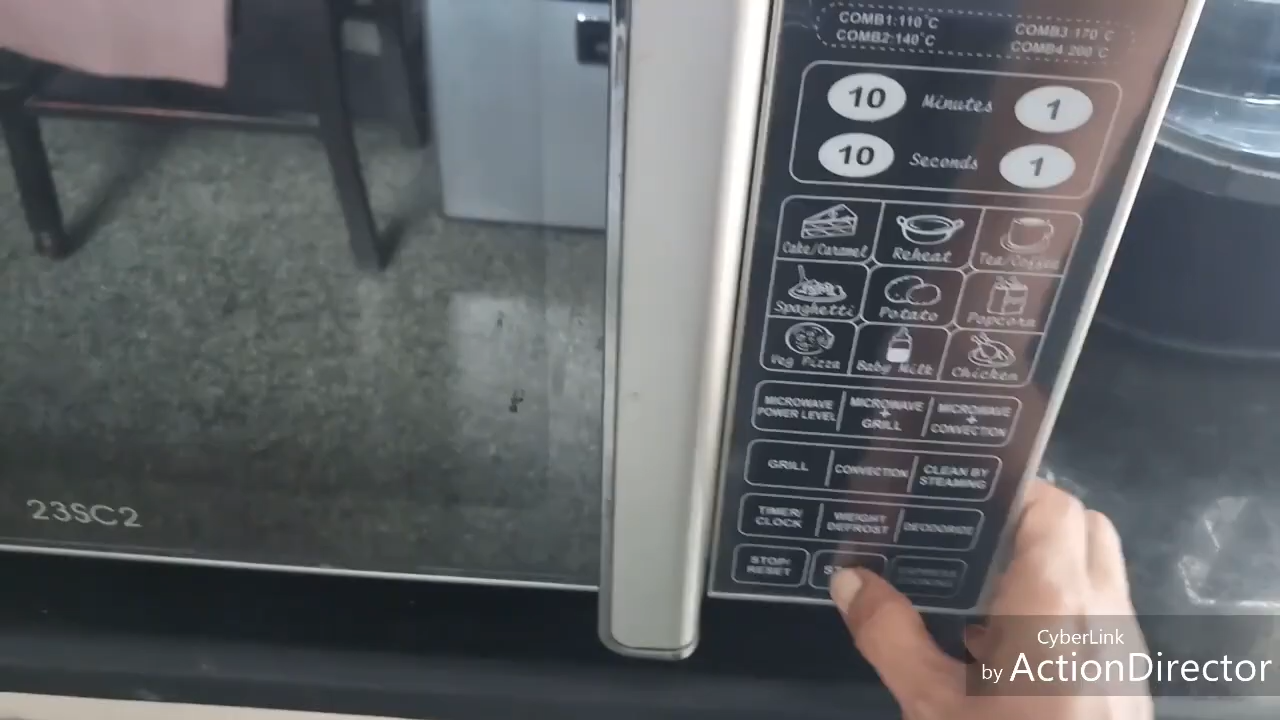 COMB1:110°C COMB3 170°C
COMB2:140°C COMB4 200°C
10 Minutes 1
10 Seconds 1
Cake/Caramel Reheat Tea/Coffee
Spaghetti Potato Popcorn
Veg Pizza Baby Milk Chicken
MICROWAVE
POWER LEVEL
MICROWAVE
+
GRILL
MICROWAVE
+
CONVECTION
GRILL
CONVECTION
CLEAN BY
STEAMING
TIMER/
CLOCK
WEIGHT
DEFROST
DEODORIZE
STOP/
RESET
EXPRESS
COOKING
23SC2
CyberLink
by ActionDirector